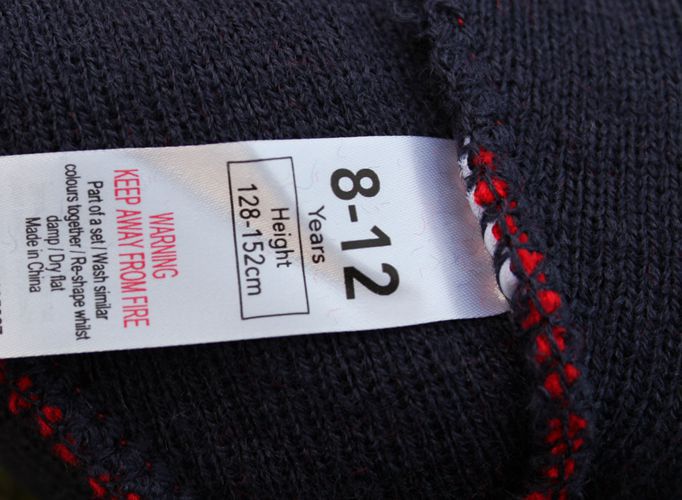 8-12
Years
Height
128-152cm
WARNING
KEEP AWAY FROM FIRE
Part of a set / Wash similar
colours together / Re-shape whilst
damp / Dry flat
Made in China